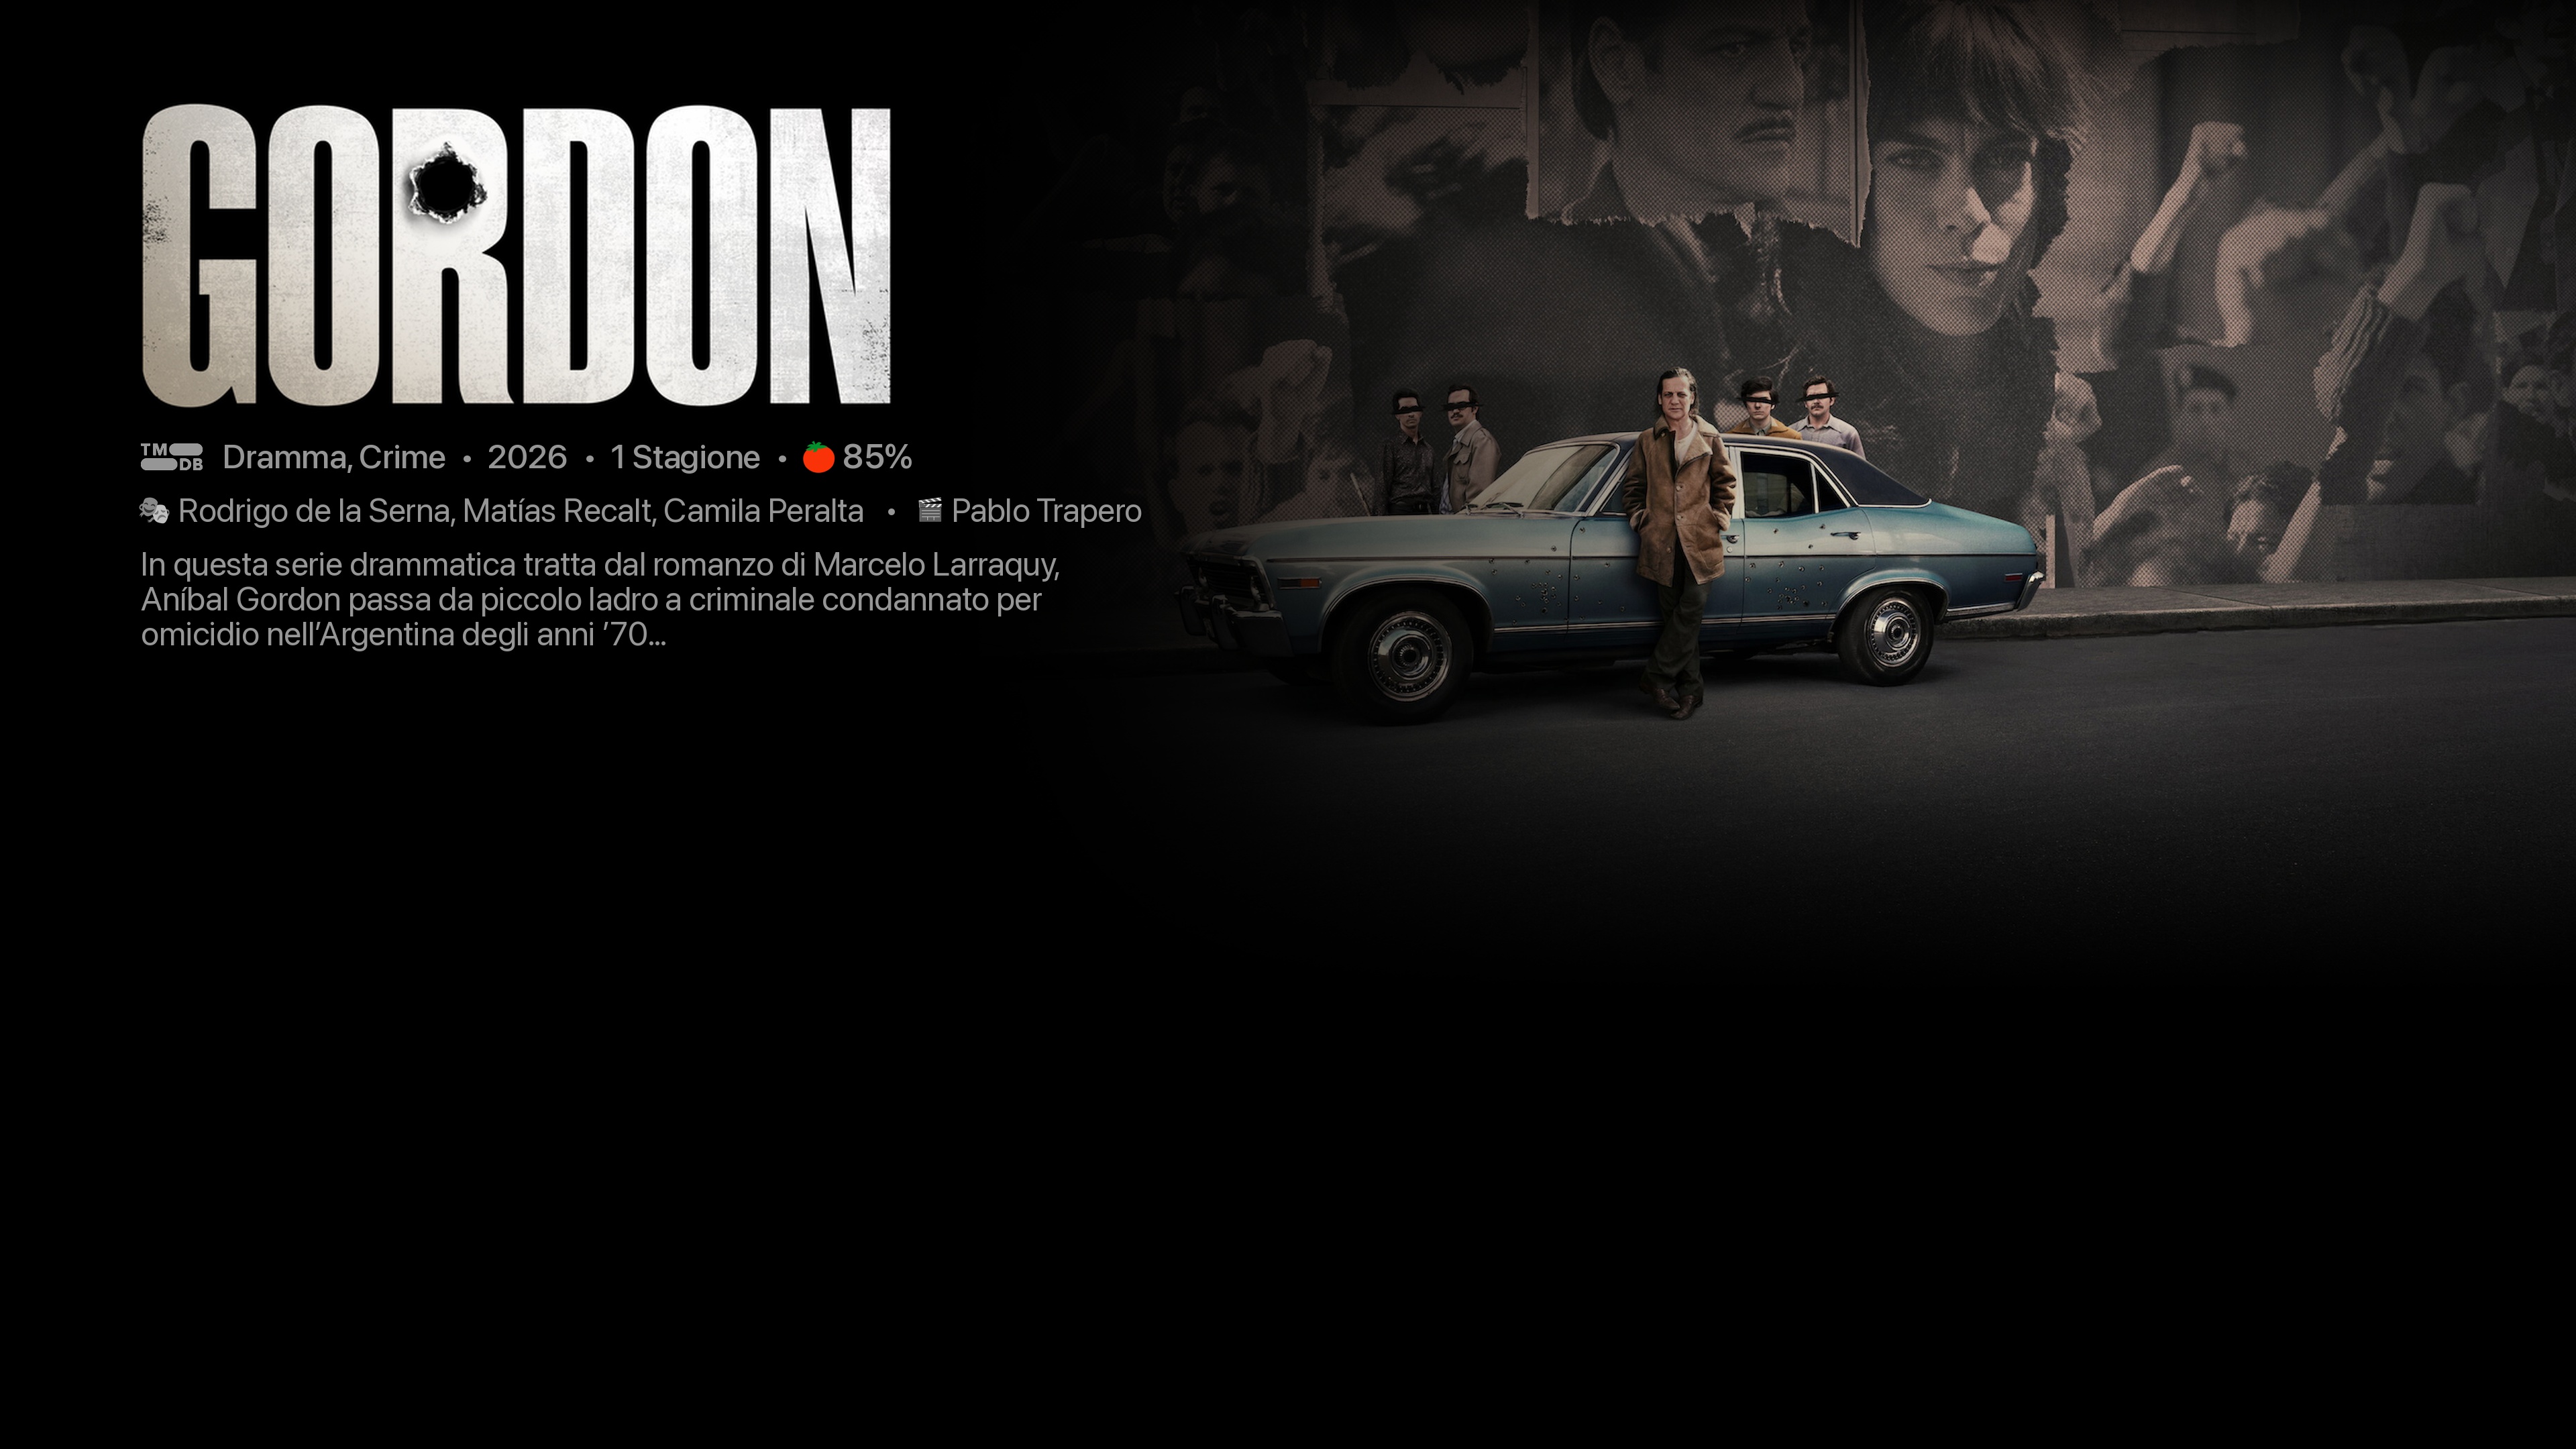 GORDON
TMDB Dramma, Crime • 2026 • 1 Stagione • 85%
Rodrigo de la Serna, Matías Recalt, Camila Peralta • Pablo Trapero
In questa serie drammatica tratta dal romanzo di Marcelo Larraquy,
Aníbal Gordon passa da piccolo ladro a criminale condannato per
omicidio nell’Argentina degli anni ’70...